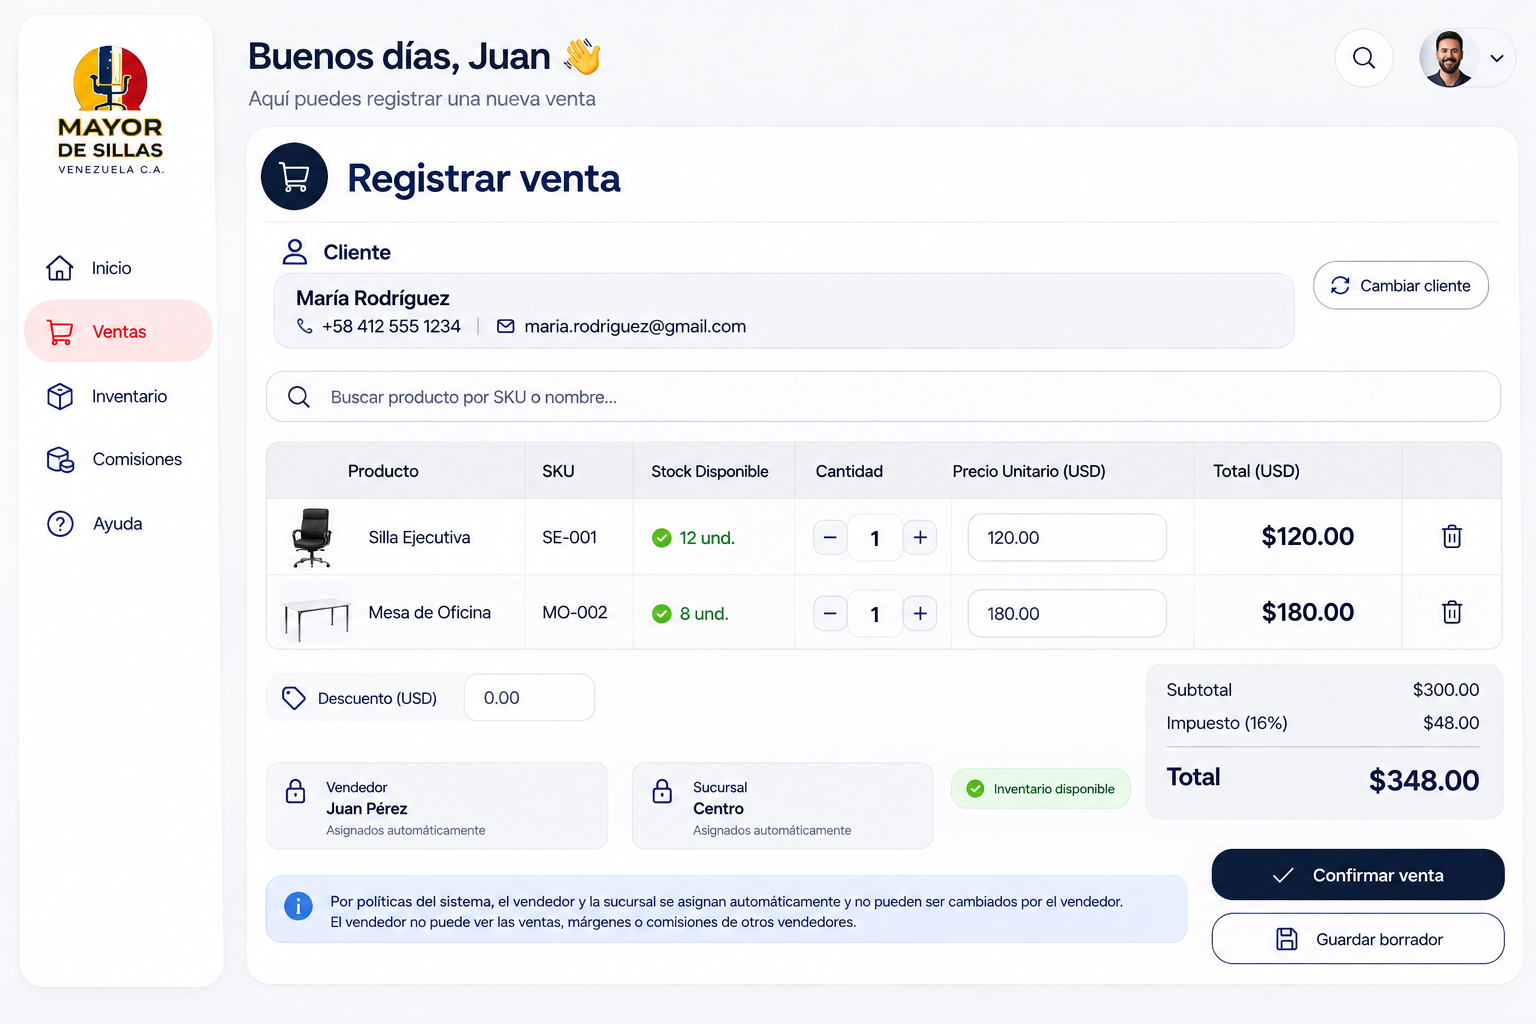 MAYOR
DE SILLAS
VENEZUELA C.A.
Inicio
Ventas
Inventario
Comisiones
Ayuda
Buenos días, Juan 👋
Aquí puedes registrar una nueva venta
Registrar venta
Cliente
María Rodríguez
+58 412 555 1234 | maria.rodriguez@gmail.com
Cambiar cliente
Buscar producto por SKU o nombre...
Producto SKU Stock Disponible Cantidad Precio Unitario (USD) Total (USD)
Silla Ejecutiva SE-001 12 und. − 1 + 120.00 $120.00
Mesa de Oficina MO-002 8 und. − 1 + 180.00 $180.00
Descuento (USD) 0.00
Subtotal $300.00
Impuesto (16%) $48.00
Total $348.00
Vendedor
Juan Pérez
Asignados automáticamente
Sucursal
Centro
Asignados automáticamente
Inventario disponible
Por políticas del sistema, el vendedor y la sucursal se asignan automáticamente y no pueden ser cambiados por el vendedor.
El vendedor no puede ver las ventas, márgenes o comisiones de otros vendedores.
Confirmar venta
Guardar borrador